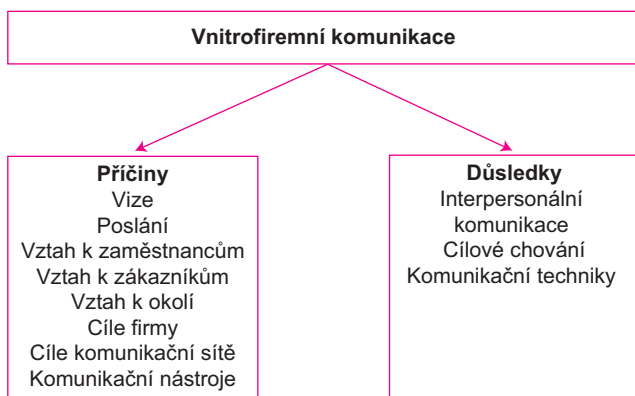 Vnitrofiremní komunikace
Příčiny
Vize
Poslání
Vztah k zaměstnancům
Vztah k zákazníkům
Vztah k okolí
Cíle firmy
Cíle komunikační sítě
Komunikační nástroje
Důsledky
Interpersonální
komunikace
Cílové chování
Komunikační techniky